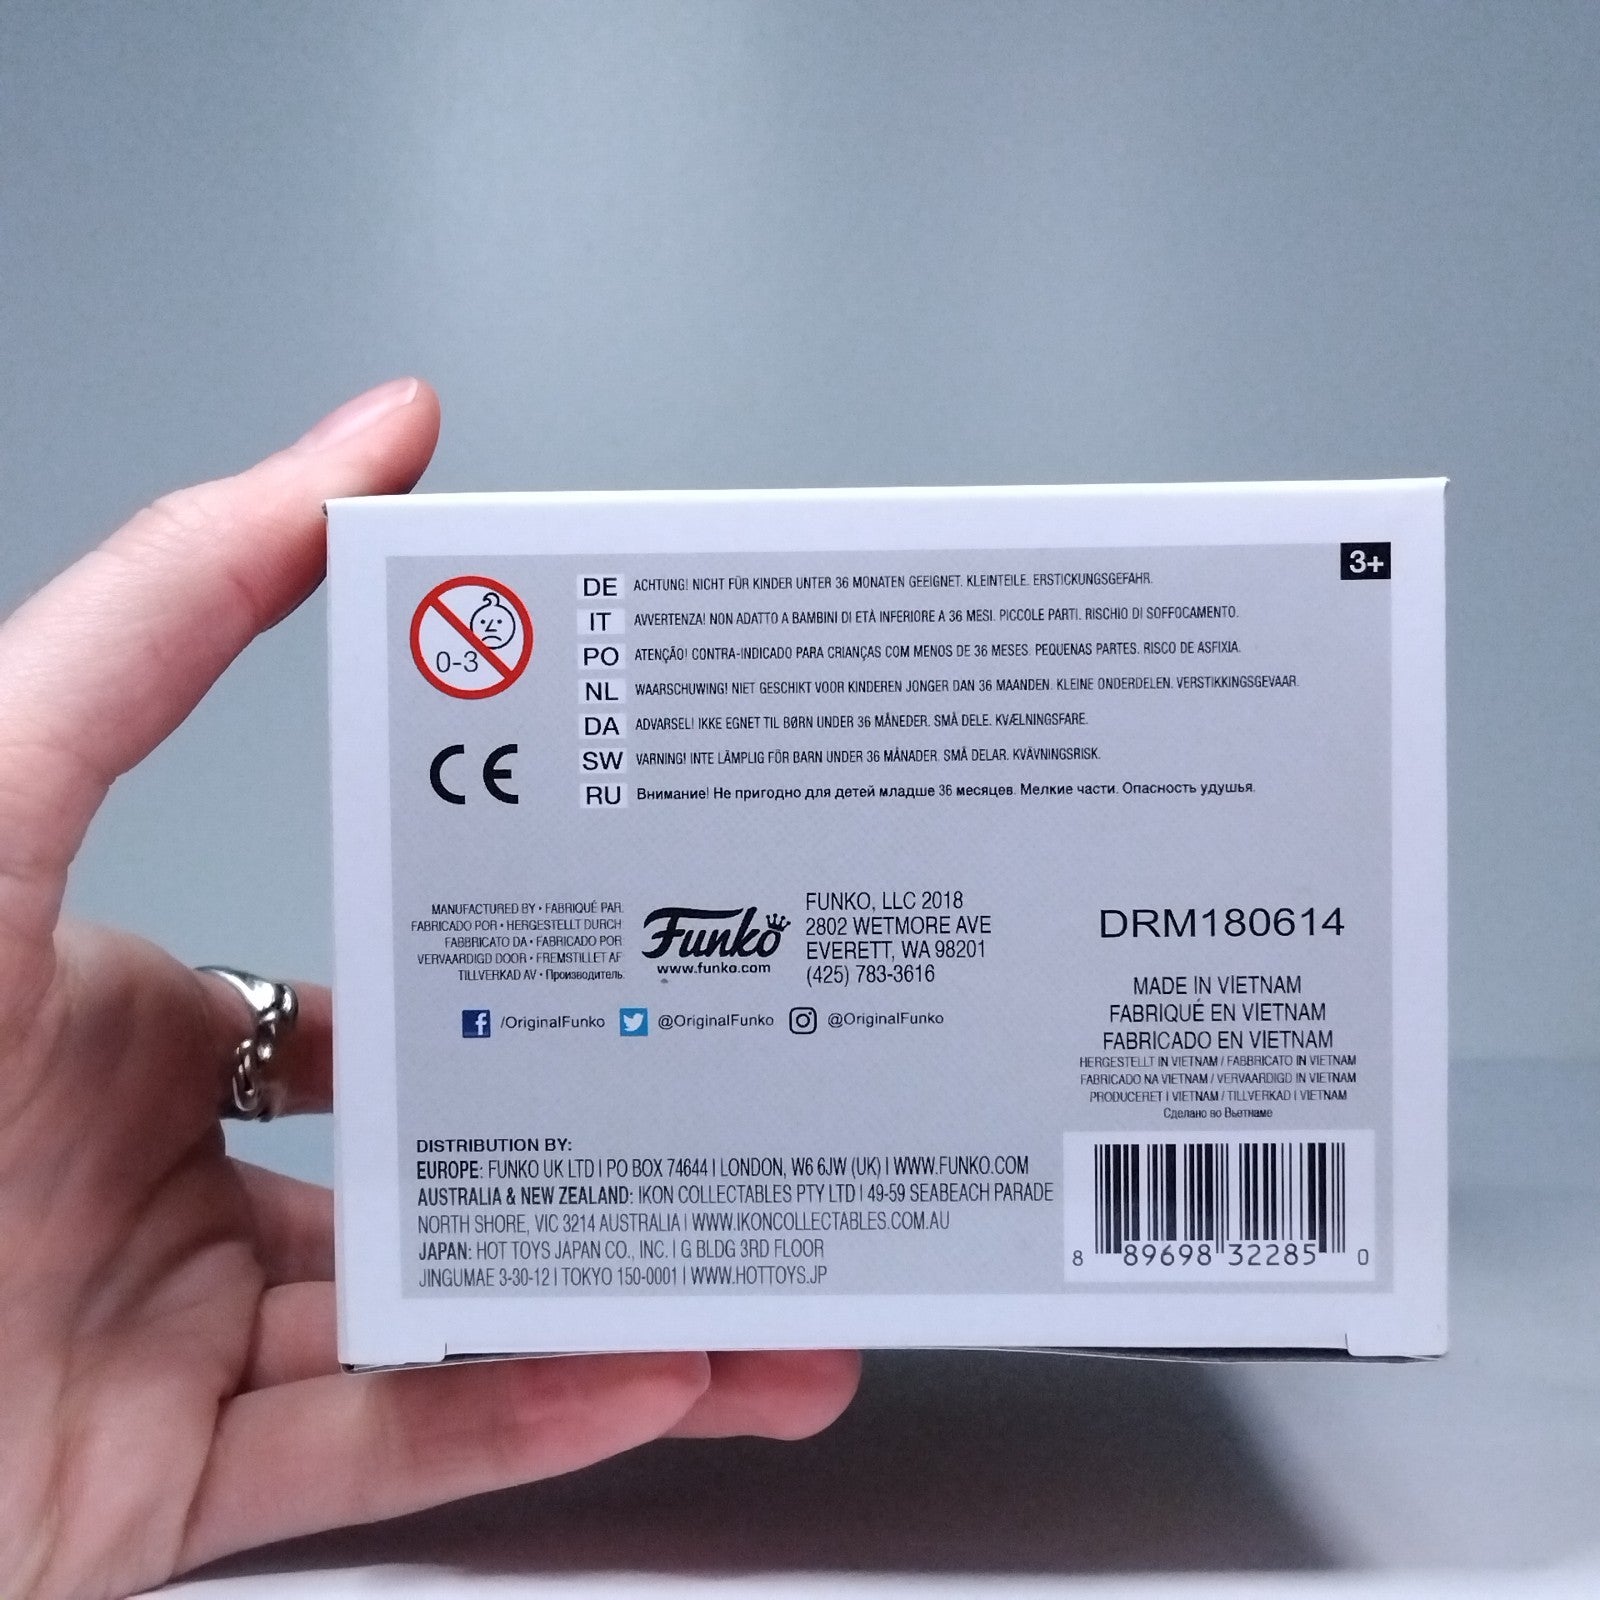 3+
0-3
DE ACHTUNG! NICHT FÜR KINDER UNTER 36 MONATEN GEEIGNET. KLEINTEILE. ERSTICKUNGSGEFAHR.
IT AVVERTENZA! NON ADATTO A BAMBINI DI ETÀ INFERIORE A 36 MESI. PICCOLE PARTI. RISCHIO DI SOFFOCAMENTO.
PO ATENÇÃO! CONTRA-INDICADO PARA CRIANÇAS COM MENOS DE 36 MESES. PEQUENAS PARTES. RISCO DE ASFIXIA.
NL WAARSCHUWING! NIET GESCHIKT VOOR KINDEREN JONGER DAN 36 MAANDEN. KLEINE ONDERDELEN. VERSTIKKINGSGEVAAR.
DA ADVARSEL! IKKE EGNET TIL BØRN UNDER 36 MÅNEDER. SMÅ DELE. KVÆLNINGSFARE.
SW VARNING! INTE LÄMPLIG FÖR BARN UNDER 36 MÅNADER. SMÅ DELAR. KVÄVNINGSRISK.
RU Внимание! Не пригодно для детей младше 36 месяцев. Мелкие части. Опасность удушья.
CE
MANUFACTURED BY • FABRIQUÉ PAR.
FABRICADO POR • HERGESTELLT DURCH
FABBRICATO DA • FABRICADO POR
VERVAARDIGD DOOR • FREMSTILLET AF
TILLVERKAD AV • Производитель.
Funko
www.funko.com
FUNKO, LLC 2018
2802 WETMORE AVE
EVERETT, WA 98201
(425) 783-3616
/OriginalFunko @OriginalFunko @OriginalFunko
DRM180614
MADE IN VIETNAM
FABRIQUÉ EN VIETNAM
FABRICADO EN VIETNAM
HERGESTELLT IN VIETNAM / FABBRICATO IN VIETNAM
FABRICADO NA VIETNAM / VERVAARDIGD IN VIETNAM
PRODUCERET I VIETNAM / TILLVERKAD I VIETNAM
Сделано во Вьетнаме
DISTRIBUTION BY:
EUROPE: FUNKO UK LTD | PO BOX 74644 | LONDON, W6 6JW (UK) | WWW.FUNKO.COM
AUSTRALIA & NEW ZEALAND: IKON COLLECTABLES PTY LTD | 49-59 SEABEACH PARADE
NORTH SHORE, VIC 3214 AUSTRALIA | WWW.IKONCOLLECTABLES.COM.AU
JAPAN: HOT TOYS JAPAN CO., INC. | G BLDG 3RD FLOOR
JINGUMAE 3-30-12 | TOKYO 150-0001 | WWW.HOTTOYS.JP
8 89698 32285 0